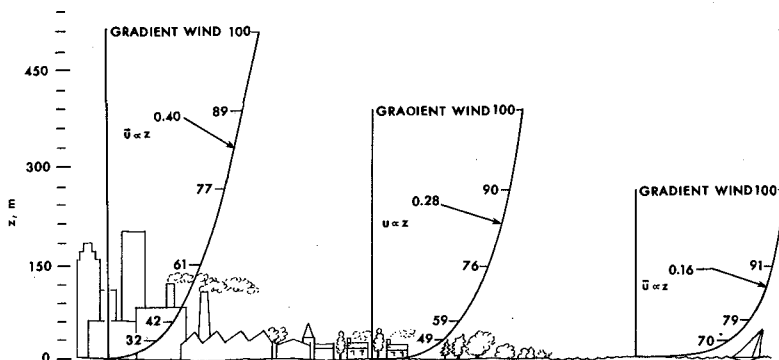 GRADIENT WIND 100
450
89
0.40
ū ∝ z
GRAOIENT WIND 100
300
77
90
0.28
u ∝ z
GRADIENT WIND 100
z, m
61
76
91
0.16
ū ∝ z
150
42
59
79
32
49
70
0